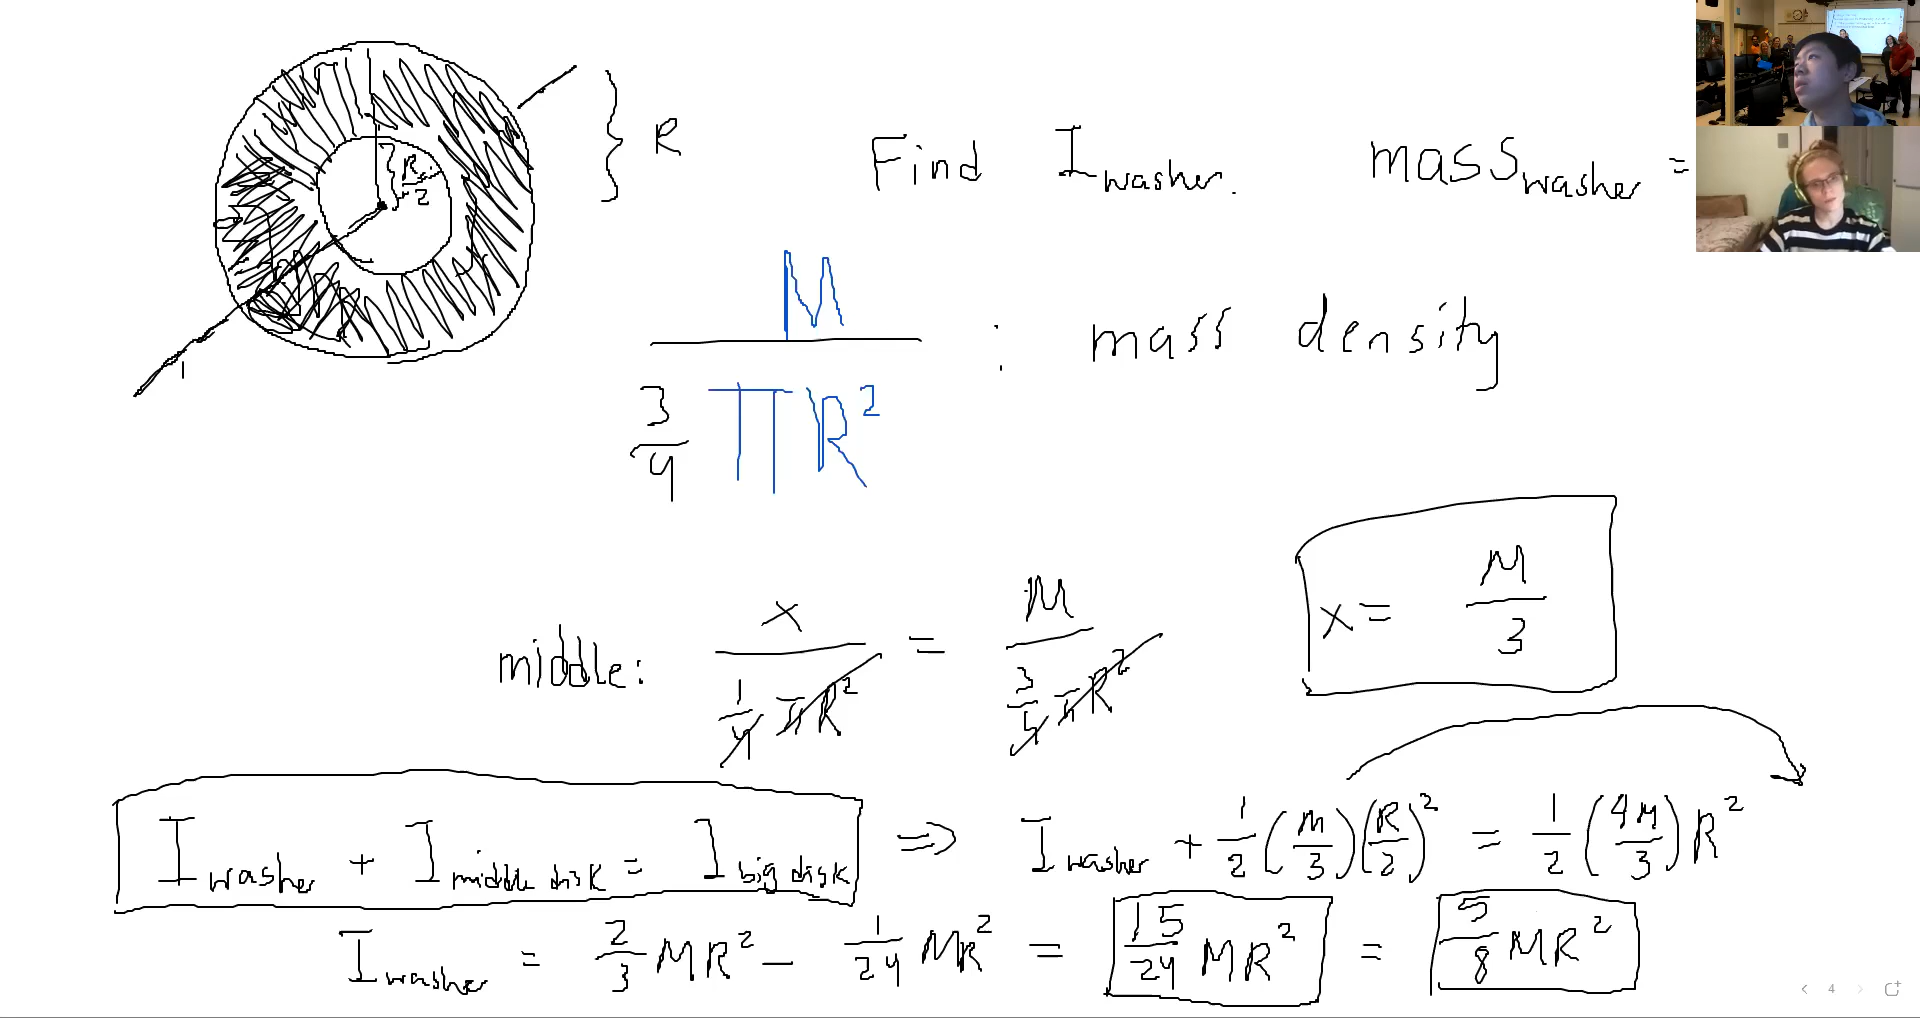 Find I_washer. mass_washer =
} R
R/2
M / (3/4 π R²) : mass density
middle: x / (1/4 πR²) = M / (3/4 πR²)
x = M/3
I_washer + I_middle disk = I_big disk ⇒ I_washer + 1/2 (M/3)(R/2)² = 1/2 (4M/3) R²
I_washer = 2/3 MR² − 1/24 MR² = 15/24 MR² = 5/8 MR²
4